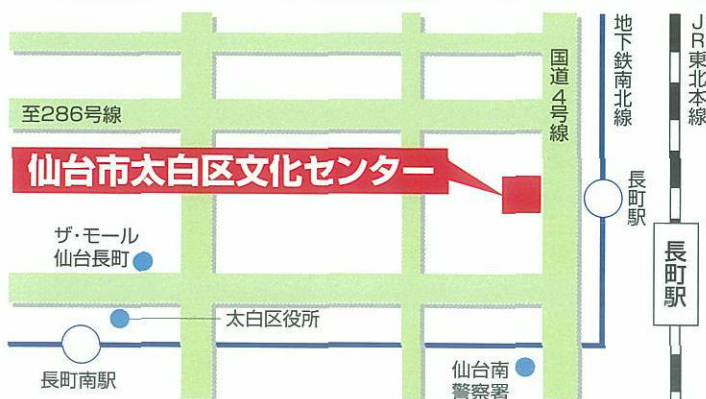 至286号線
国道4号線
地下鉄南北線
JR東北本線
仙台市太白区文化センター
長町駅
長町駅
ザ・モール
仙台長町
太白区役所
長町南駅
仙台南
警察署